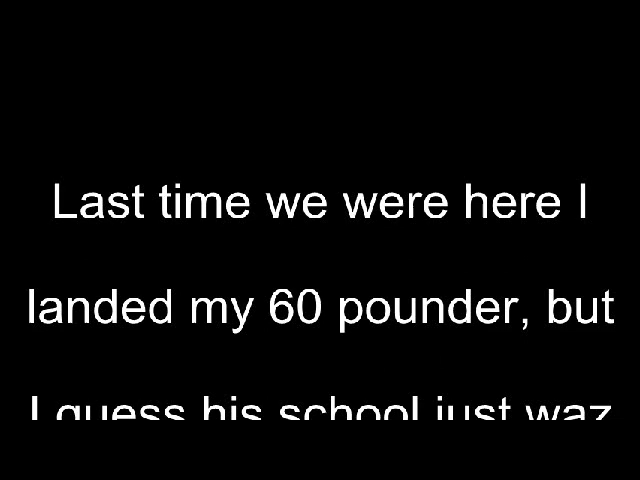 Last time we were here I
landed my 60 pounder, but
I guess his school just waz